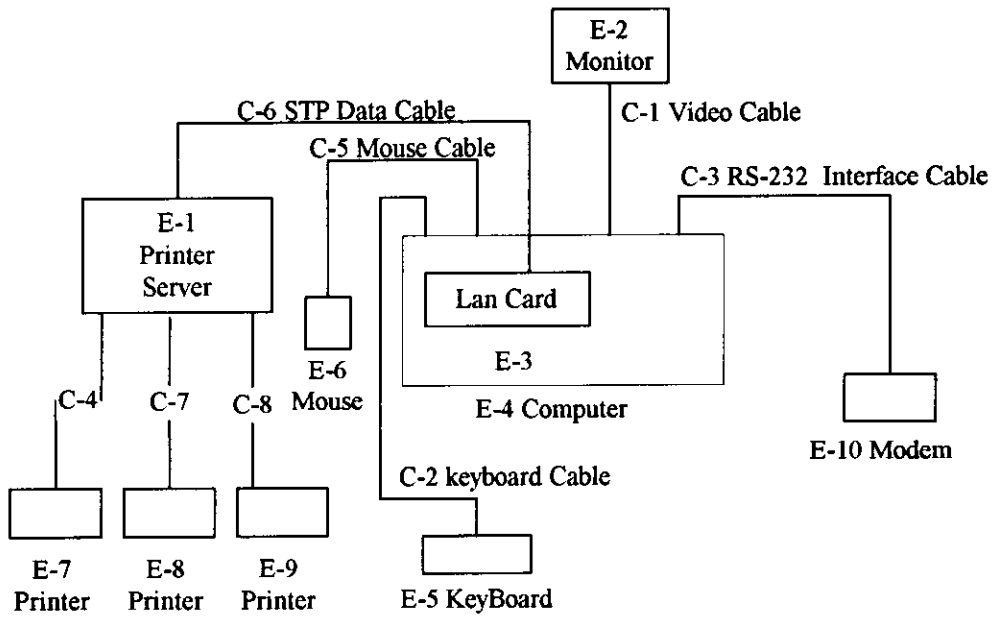 E-2
Monitor
C-6 STP Data Cable
C-1 Video Cable
C-5 Mouse Cable
C-3 RS-232 Interface Cable
E-1
Printer
Server
Lan Card
E-3
E-6
Mouse
E-4 Computer
C-4
C-7
C-8
E-10 Modem
C-2 keyboard Cable
E-7
Printer
E-8
Printer
E-9
Printer
E-5 KeyBoard